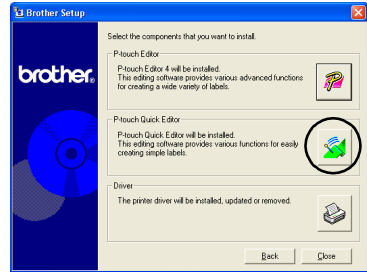 Brother Setup
Select the components that you want to install.
P-touch Editor
P-touch Editor 4 will be installed.
This editing software provides various advanced functions
for creating a wide variety of labels.
brother®
P-touch Quick Editor
P-touch Quick Editor will be installed.
This editing software provides various functions for easily
creating simple labels.
Driver
The printer driver will be installed, updated or removed.
Back
Close